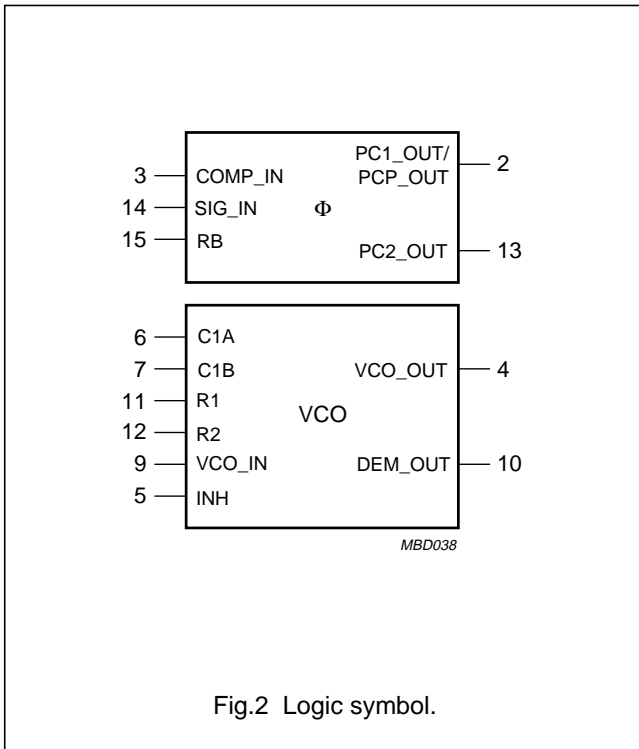 PC1_OUT/
PCP_OUT
2
3
COMP_IN
14
SIG_IN
Φ
15
RB
PC2_OUT
13
6
C1A
7
C1B
VCO_OUT
4
11
R1
VCO
12
R2
9
VCO_IN
DEM_OUT
10
5
INH
MBD038
Fig.2 Logic symbol.